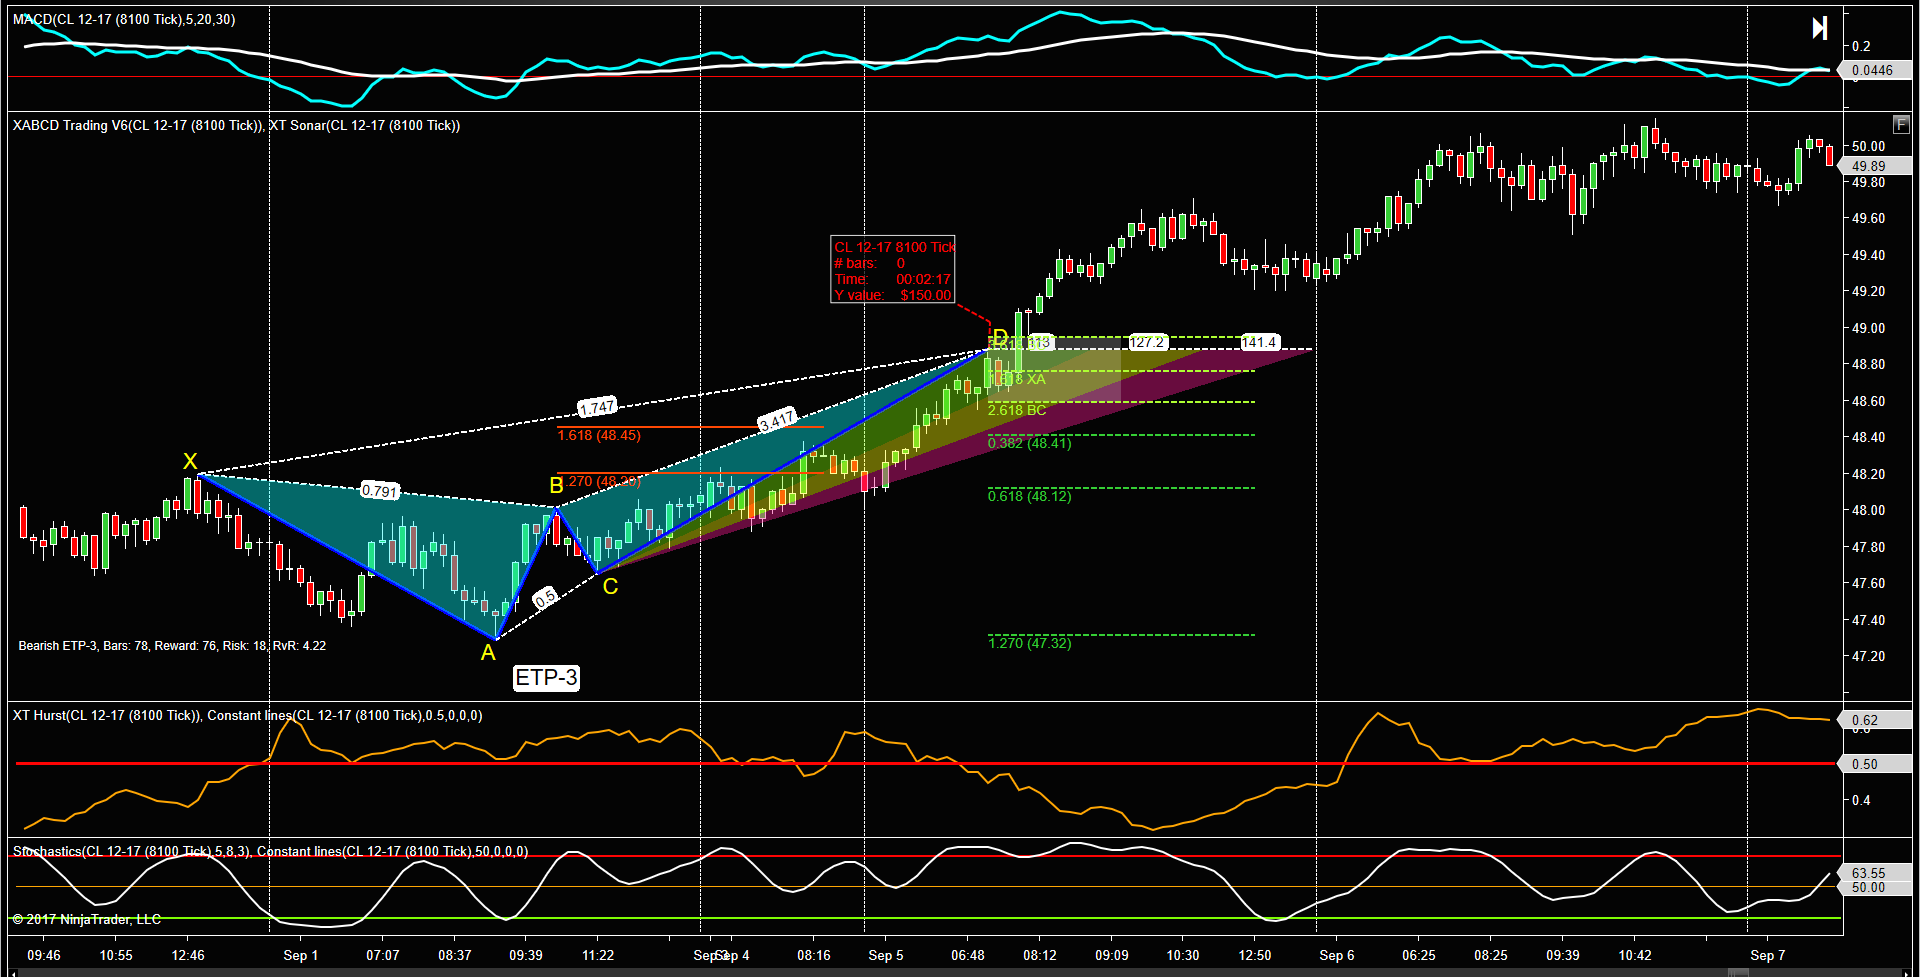 MACD(CL 12-17 (8100 Tick),5,20,30)
0.2
0.0446
XABCD Trading V6(CL 12-17 (8100 Tick)), XT Sonar(CL 12-17 (8100 Tick))
F
50.00
49.89
49.80
49.60
49.40
49.20
49.00
48.80
48.60
48.40
48.20
48.00
47.80
47.60
47.40
47.20
CL 12-17 8100 Tick
# bars: 0
Time: 00:02:17
Y value: $150.00
D
113
127.2
141.4
1.618 XA
2.618 BC
1.747
3.417
1.618 (48.45)
0.382 (48.41)
X
0.791
B
1.270 (48.20)
0.618 (48.12)
C
0.5
A
1.270 (47.32)
Bearish ETP-3, Bars: 78, Reward: 76, Risk: 18, RvR: 4.22
ETP-3
XT Hurst(CL 12-17 (8100 Tick)), Constant lines(CL 12-17 (8100 Tick),0.5,0,0,0)
0.62
0.6
0.50
0.4
Stochastics(CL 12-17 (8100 Tick),5,8,3), Constant lines(CL 12-17 (8100 Tick),50,0,0,0)
63.55
50.00
© 2017 NinjaTrader, LLC
09:46 10:55 12:46 Sep 1 07:07 08:37 09:39 11:22 Sep 4 08:16 Sep 5 06:48 08:12 09:09 10:30 12:50 Sep 6 06:25 08:25 09:39 10:42 Sep 7